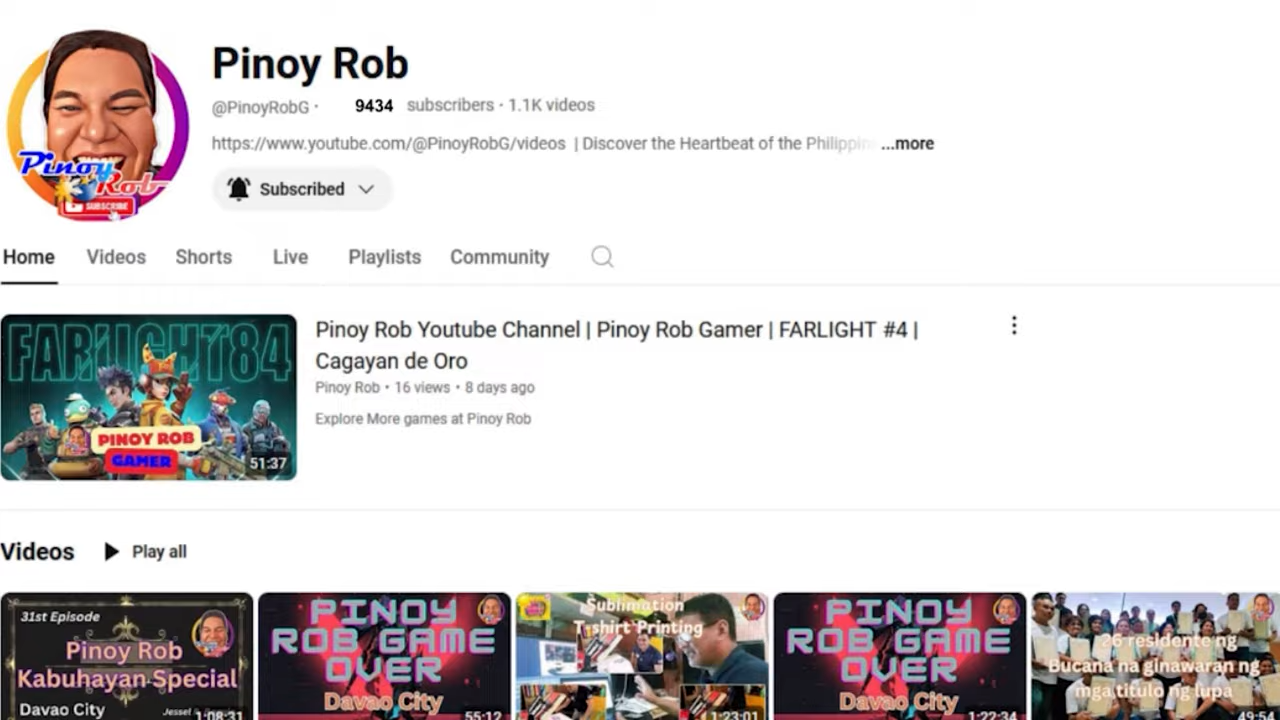 Pinoy Rob
@PinoyRobG · 9434 subscribers · 1.1K videos
https://www.youtube.com/@PinoyRobG/videos | Discover the Heartbeat of the Philippin ...more
Pinoy
Rob
SUBSCRIBE
Subscribed
Home Videos Shorts Live Playlists Community
FARLIGHT84
PINOY ROB
GAMER
51:37
Pinoy Rob Youtube Channel | Pinoy Rob Gamer | FARLIGHT #4 |
Cagayan de Oro
Pinoy Rob · 16 views · 8 days ago
Explore More games at Pinoy Rob
Videos Play all
31st Episode
Pinoy Rob
Kabuhayan Special
Davao City
Jessel
1:08:31
PINOY
ROB GAME
OVER
Davao City
55:12
Sublimation
T-shirt Printing
1:23:01
PINOY
ROB GAME
OVER
Davao City
1:22:34
26 residente ng
Bucana na ginawaran ng
mga titulo ng lupa
49:54